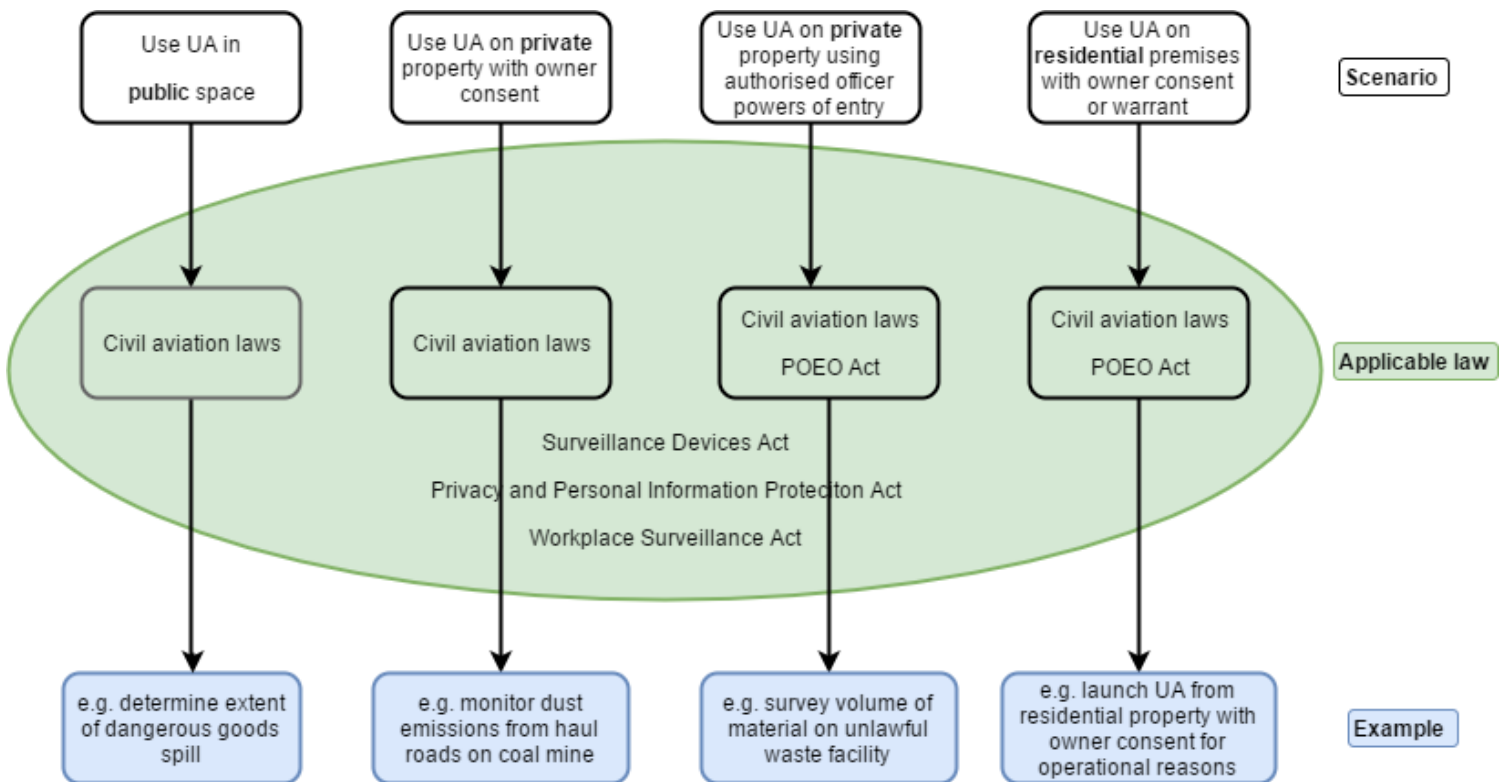 Use UA in
public space
Use UA on private
property with owner
consent
Use UA on private
property using
authorised officer
powers of entry
Use UA on
residential premises
with owner consent
or warrant
Scenario
Civil aviation laws
Civil aviation laws
Civil aviation laws
POEO Act
Civil aviation laws
POEO Act
Applicable law
Surveillance Devices Act
Privacy and Personal Information Proteciton Act
Workplace Surveillance Act
e.g. determine extent
of dangerous goods
spill
e.g. monitor dust
emissions from haul
roads on coal mine
e.g. survey volume of
material on unlawful
waste facility
e.g. launch UA from
residential property with
owner consent for
operational reasons
Example